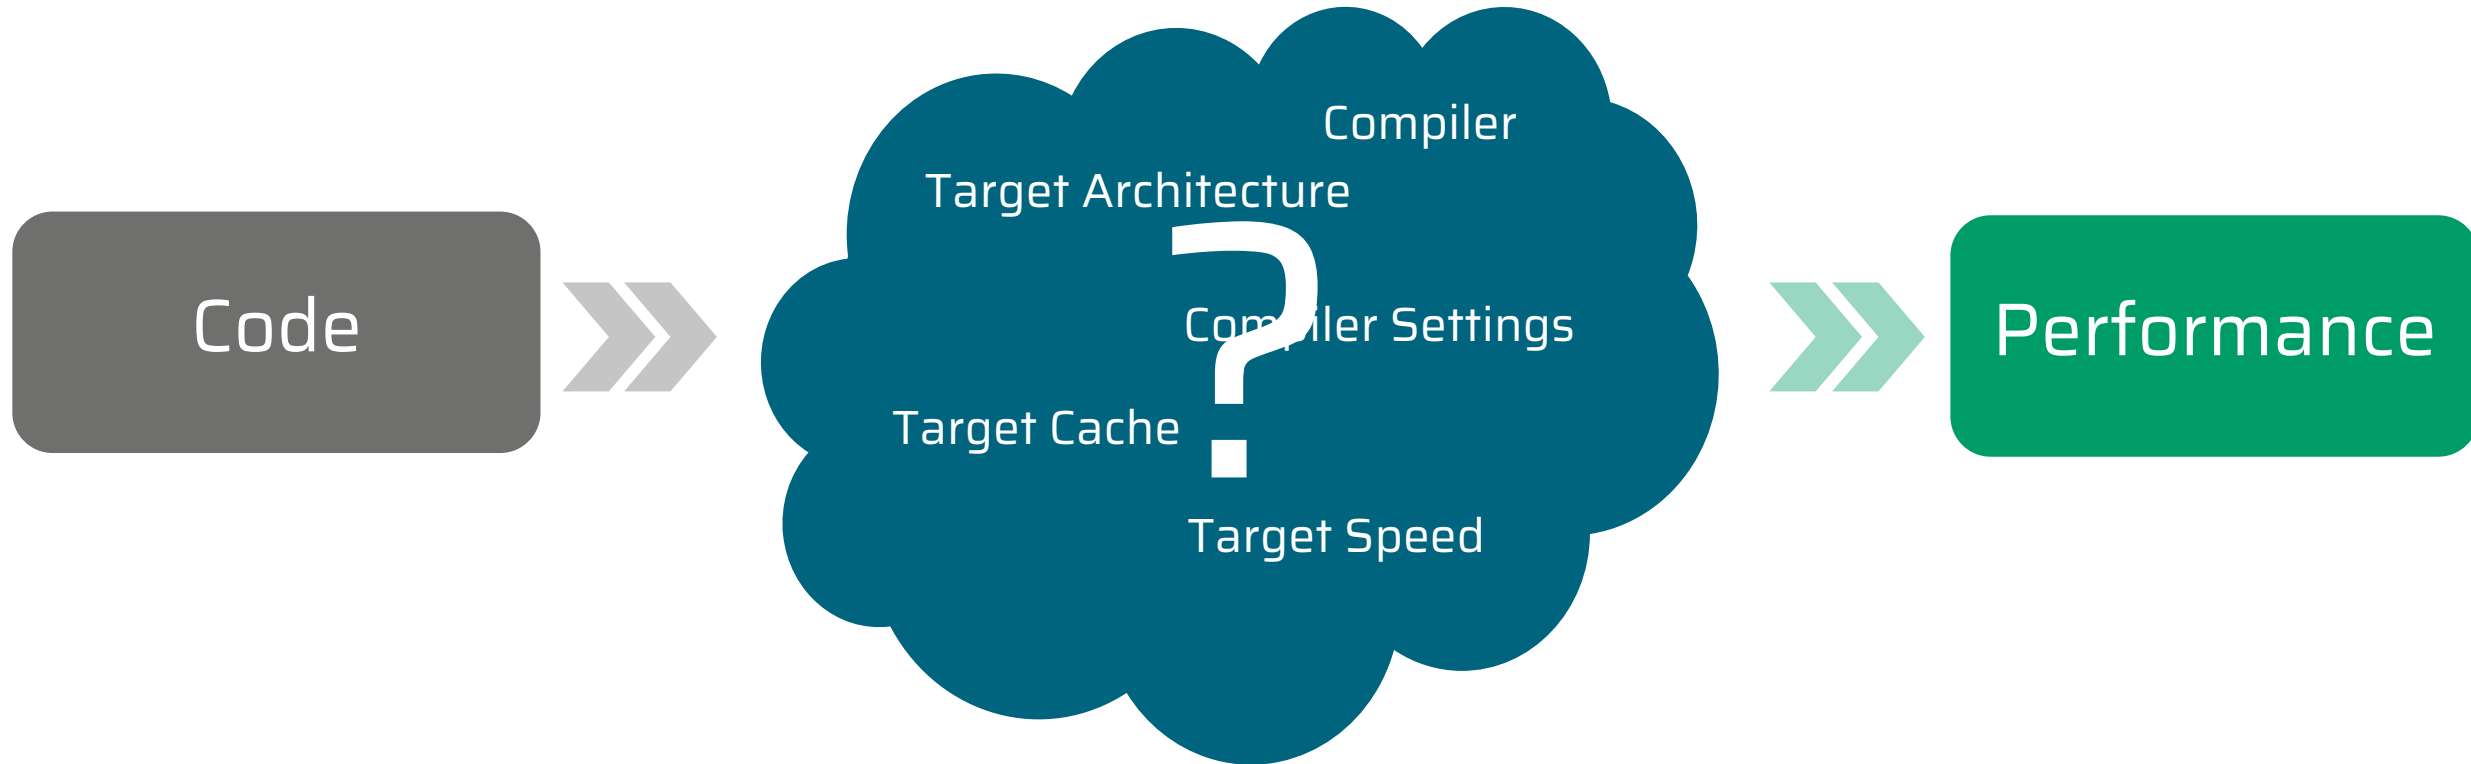 Code
Compiler
Target Architecture
?
Compiler Settings
Target Cache
Target Speed
Performance